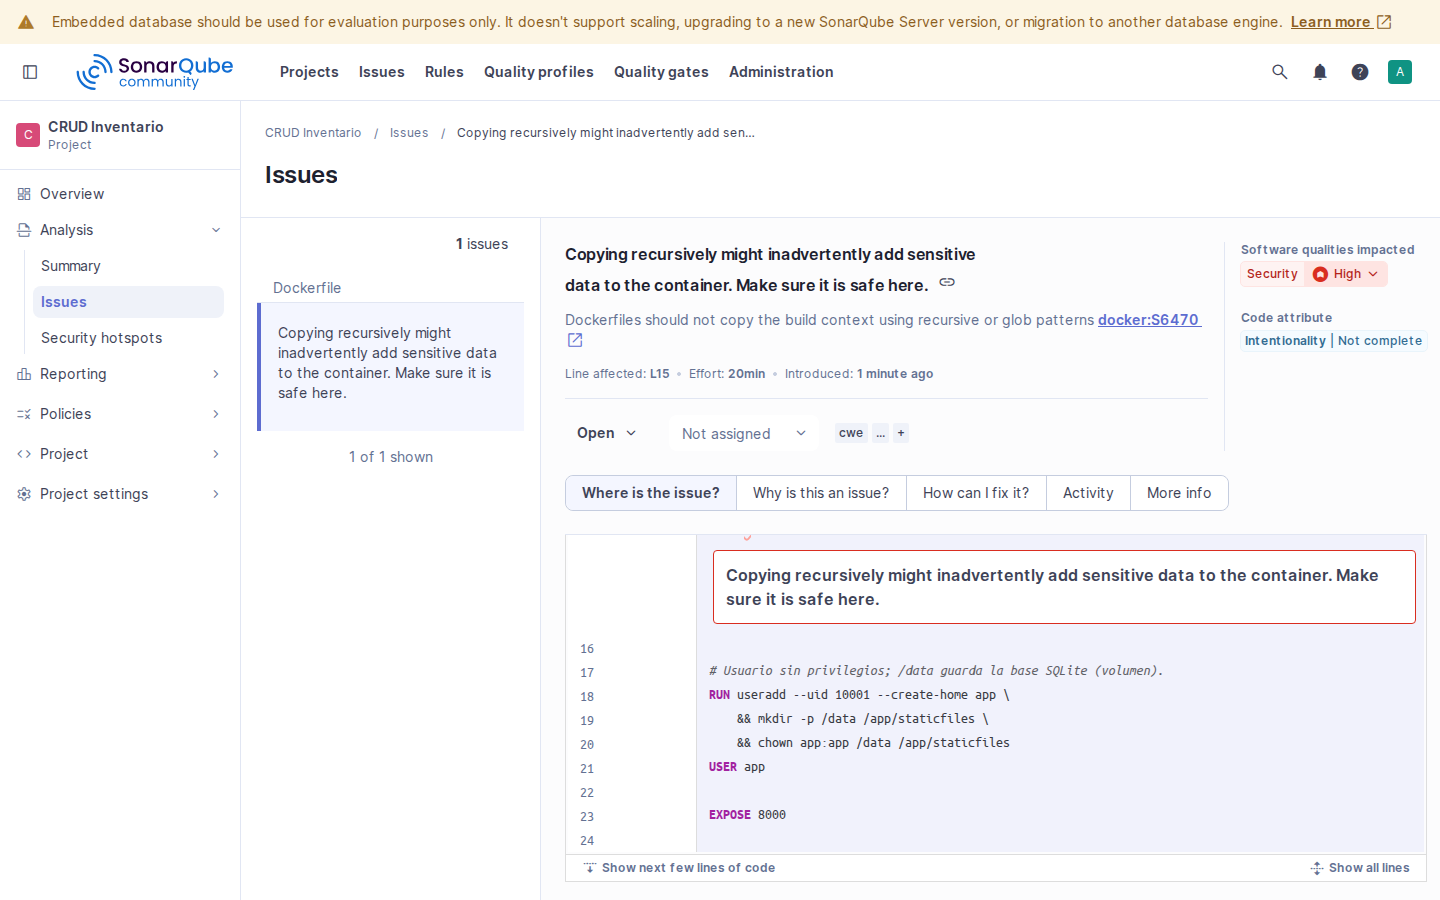 Embedded database should be used for evaluation purposes only. It doesn't support scaling, upgrading to a new SonarQube Server version, or migration to another database engine. Learn more
SonarQube community
Projects Issues Rules Quality profiles Quality gates Administration
A
C
CRUD Inventario
Project
Overview
Analysis
Summary
Issues
Security hotspots
Reporting
Policies
Project
Project settings
CRUD Inventario / Issues / Copying recursively might inadvertently add sen...
Issues
1 issues
Dockerfile
Copying recursively might
inadvertently add sensitive data
to the container. Make sure it is
safe here.
1 of 1 shown
Copying recursively might inadvertently add sensitive
data to the container. Make sure it is safe here.
Dockerfiles should not copy the build context using recursive or glob patterns docker:S6470
Line affected: L15 • Effort: 20min • Introduced: 1 minute ago
Open
Not assigned
cwe ... +
Software qualities impacted
Security High
Code attribute
Intentionality | Not complete
Where is the issue? Why is this an issue? How can I fix it? Activity More info
Copying recursively might inadvertently add sensitive data to the container. Make
sure it is safe here.
16
17 # Usuario sin privilegios; /data guarda la base SQLite (volumen).
18 RUN useradd --uid 10001 --create-home app \
19 && mkdir -p /data /app/staticfiles \
20 && chown app:app /data /app/staticfiles
21 USER app
22
23 EXPOSE 8000
24
Show next few lines of code
Show all lines